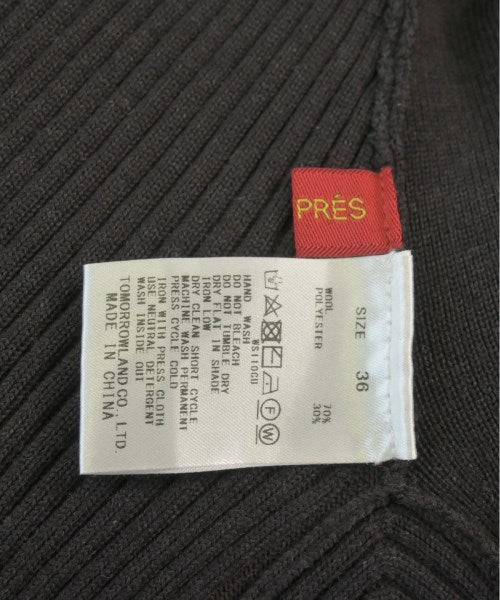 PRÉS
SIZE 36
WOOL 70%
POLYESTER 30%
WS110CU
HAND WASH
DO NOT BLEACH
DO NOT TUMBLE DRY
DRY FLAT IN SHADE
IRON LOW
DRY CLEAN SHORT CYCLE
MACHINE WASH PERMANENT
PRESS CYCLE COLD
IRON WITH PRESS CLOTH
USE NEUTRAL DETERGENT
WASH INSIDE OUT
TOMORROWLAND CO., LTD.
MADE IN CHINA